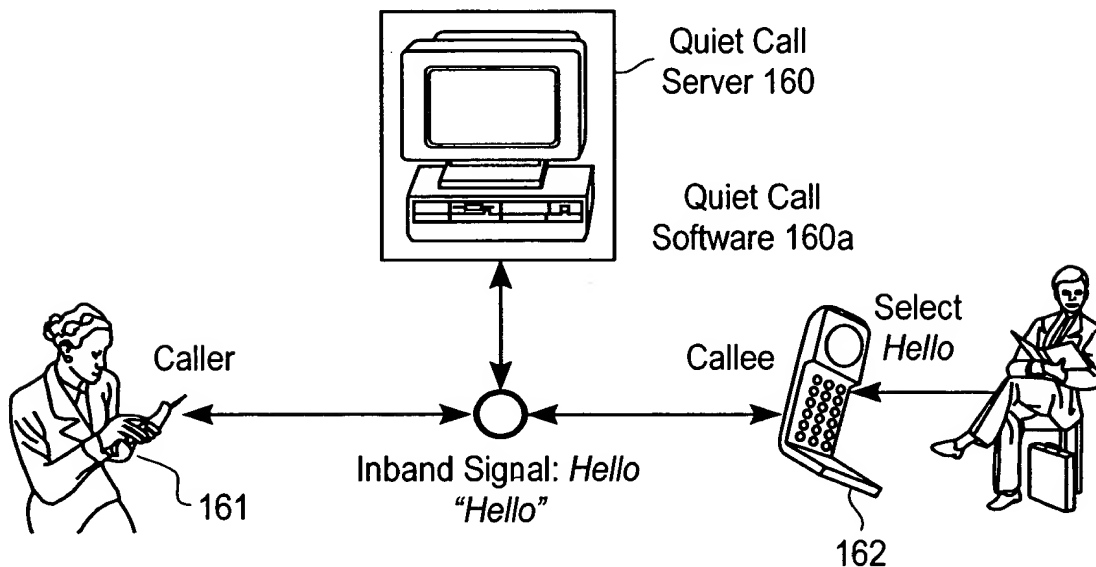 Quiet Call
Server 160
Quiet Call
Software 160a
Caller
Callee
Select
Hello
Inband Signal: Hello
"Hello"
161
162